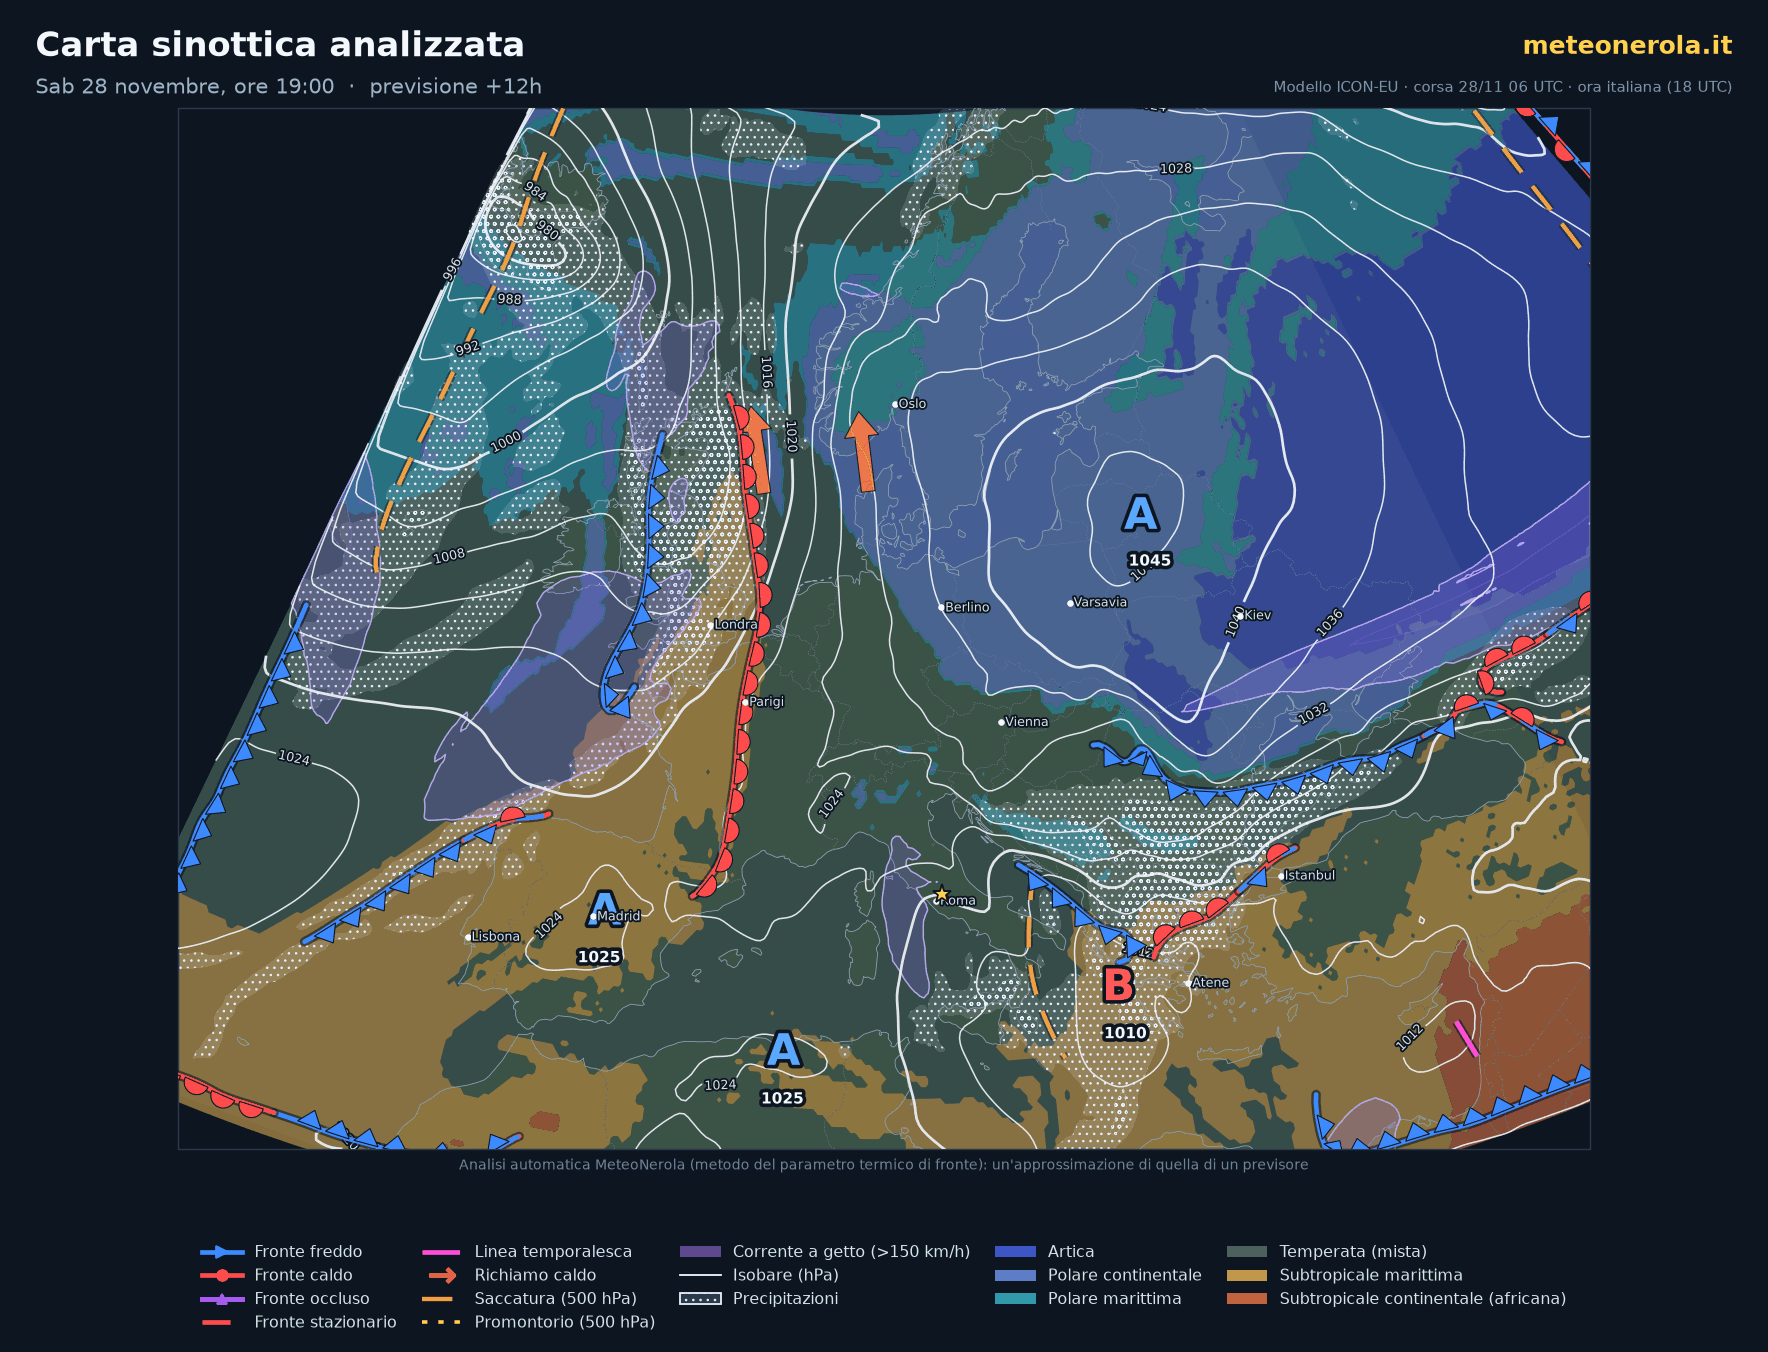 Carta sinottica analizzata
meteonerola.it
Sab 28 novembre, ore 19:00 · previsione +12h
Modello ICON-EU · corsa 28/11 06 UTC · ora italiana (18 UTC)
1028
984
980
996
988
992
1016
1020
1000
1008
Oslo
A
1045
Berlino
Varsavia
Kiev
1040
1036
Londra
Parigi
Vienna
1032
1024
1024
Istanbul
Roma
A
Madrid
1024
Lisbona
1025
B
Atene
1010
1012
A
1024
1025
Analisi automatica MeteoNerola (metodo del parametro termico di fronte): un'approssimazione di quella di un previsore
Fronte freddo
Fronte caldo
Fronte occluso
Fronte stazionario
Linea temporalesca
Richiamo caldo
Saccatura (500 hPa)
Promontorio (500 hPa)
Corrente a getto (>150 km/h)
Isobare (hPa)
Precipitazioni
Artica
Polare continentale
Polare marittima
Temperata (mista)
Subtropicale marittima
Subtropicale continentale (africana)